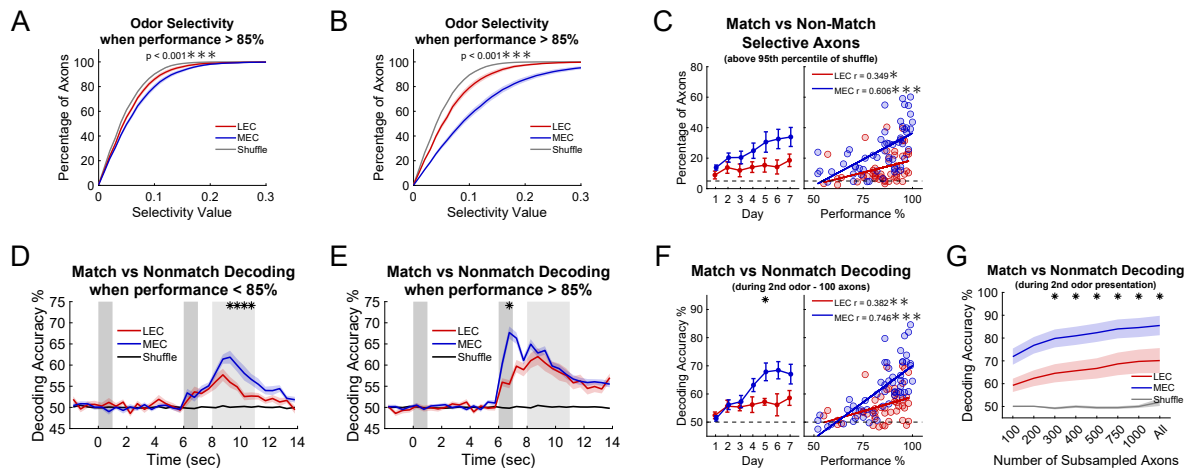 A
Odor Selectivity
when performance > 85%
p < 0.001***
Percentage of Axons
100
80
60
40
20
0
LEC
MEC
Shuffle
0 0.1 0.2 0.3
Selectivity Value
B
Odor Selectivity
when performance > 85%
p < 0.001***
Percentage of Axons
100
80
60
40
20
0
LEC
MEC
Shuffle
0 0.1 0.2 0.3
Selectivity Value
C
Match vs Non-Match
Selective Axons
(above 95th percentile of shuffle)
Percentage of Axons
80
60
40
20
0
1 2 3 4 5 6 7
Day
LEC r = 0.349*
MEC r = 0.606***
50 75 100
Performance %
D
Match vs Nonmatch Decoding
when performance < 85%
****
Decoding Accuracy %
75
70
65
60
55
50
45
LEC
MEC
Shuffle
0 2 4 6 8 10 12 14
Time (sec)
E
Match vs Nonmatch Decoding
when performance > 85%
*
Decoding Accuracy %
75
70
65
60
55
50
45
LEC
MEC
Shuffle
0 2 4 6 8 10 12 14
Time (sec)
F
Match vs Nonmatch Decoding
(during 2nd odor - 100 axons)
*
Decoding Accuracy %
90
80
70
60
50
1 2 3 4 5 6 7
Day
LEC r = 0.382**
MEC r = 0.746***
50 75 100
Performance %
G
Match vs Nonmatch Decoding
(during 2nd odor presentation)
* * * * * *
Decoding Accuracy %
100
90
80
70
60
50
LEC
MEC
Shuffle
100 200 300 400 500 750 1000 All
Number of Subsampled Axons